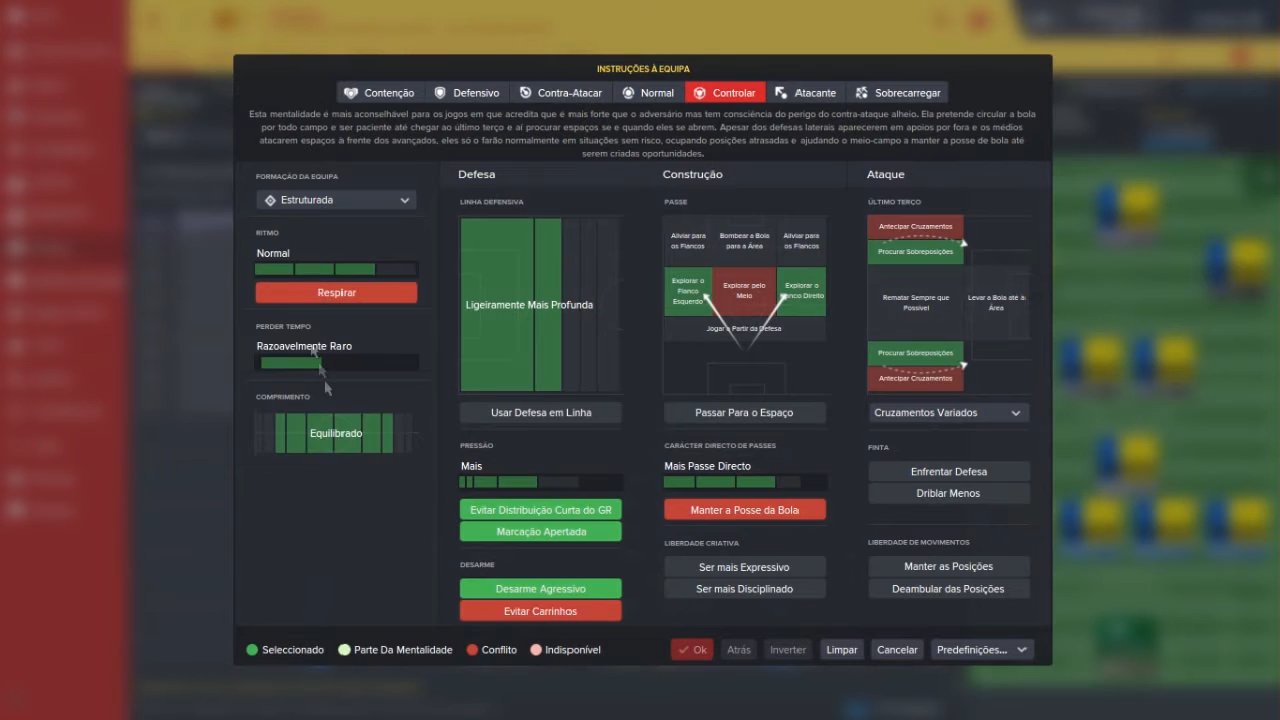 INSTRUÇÕES À EQUIPA
Contenção
Defensivo
Contra-Atacar
Normal
Controlar
Atacante
Sobrecarregar
Esta mentalidade é mais aconselhável para os jogos em que acredita que é mais forte que o adversário mas tem consciência do perigo do contra-ataque alheio. Ela pretende circular a bola
por todo campo e ser paciente até chegar ao último terço e aí procurar espaços se e quando eles se abrem. Apesar dos defesas laterais aparecerem em apoios por fora e os médios
atacarem espaços à frente dos avançados, eles só o farão normalmente em situações sem risco, ocupando posições atrasadas e ajudando o meio-campo a manter a posse de bola até
serem criadas oportunidades.
FORMAÇÃO DA EQUIPA
Estruturada
RITMO
Normal
Respirar
PERDER TEMPO
Razoavelmente Raro
COMPRIMENTO
Equilibrado
Defesa
LINHA DEFENSIVA
Ligeiramente Mais Profunda
Usar Defesa em Linha
PRESSÃO
Mais
Evitar Distribuição Curta do GR
Marcação Apertada
DESARME
Desarme Agressivo
Evitar Carrinhos
Construção
PASSE
Aliviar para
os Flancos
Bombear a Bola
para a Área
Aliviar para
os Flancos
Explorar o
Flanco
Esquerdo
Explorar pelo
Meio
Explorar o
Flanco Direito
Jogar a Partir da Defesa
Passar Para o Espaço
CARÁCTER DIRECTO DE PASSES
Mais Passe Directo
Manter a Posse da Bola
LIBERDADE CRIATIVA
Ser mais Expressivo
Ser mais Disciplinado
Ataque
ÚLTIMO TERÇO
Antecipar Cruzamentos
Procurar Sobreposições
Rematar Sempre que
Possível
Levar a Bola até à
Área
Procurar Sobreposições
Antecipar Cruzamentos
Cruzamentos Variados
FINTA
Enfrentar Defesa
Driblar Menos
LIBERDADE DE MOVIMENTOS
Manter as Posições
Deambular das Posições
Seleccionado
Parte Da Mentalidade
Conflito
Indisponível
Ok
Atrás
Inverter
Limpar
Cancelar
Predefinições...